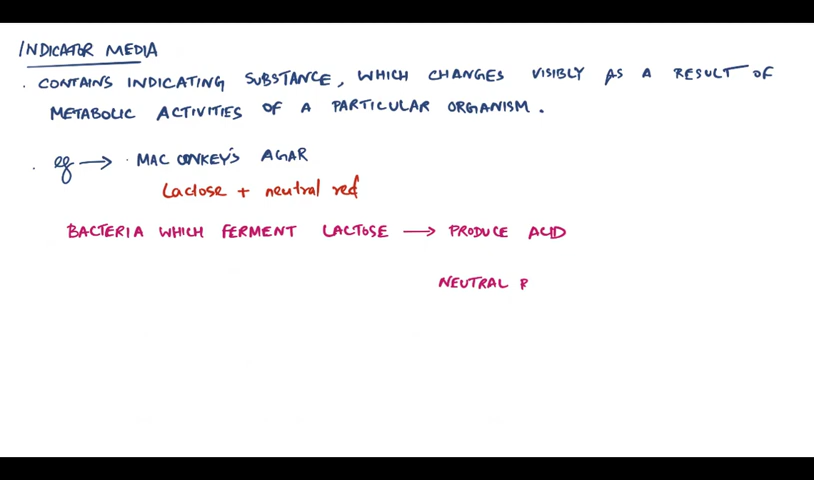 INDICATOR MEDIA
. CONTAINS INDICATING SUBSTANCE, WHICH CHANGES VISIBLY AS A RESULT OF
METABOLIC ACTIVITIES OF A PARTICULAR ORGANISM.
. eg → . MAC CONKEY'S AGAR
Lactose + neutral red
BACTERIA WHICH FERMENT LACTOSE → PRODUCE ACID
NEUTRAL R